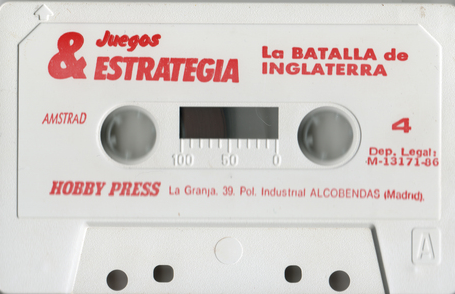 Juegos
& ESTRATEGIA
La BATALLA de
INGLATERRA
AMSTRAD
4
100 50 0
Dep. Legal:
M-13171-86
HOBBY PRESS La Granja, 39. Pol. Industrial ALCOBENDAS (Madrid).
A